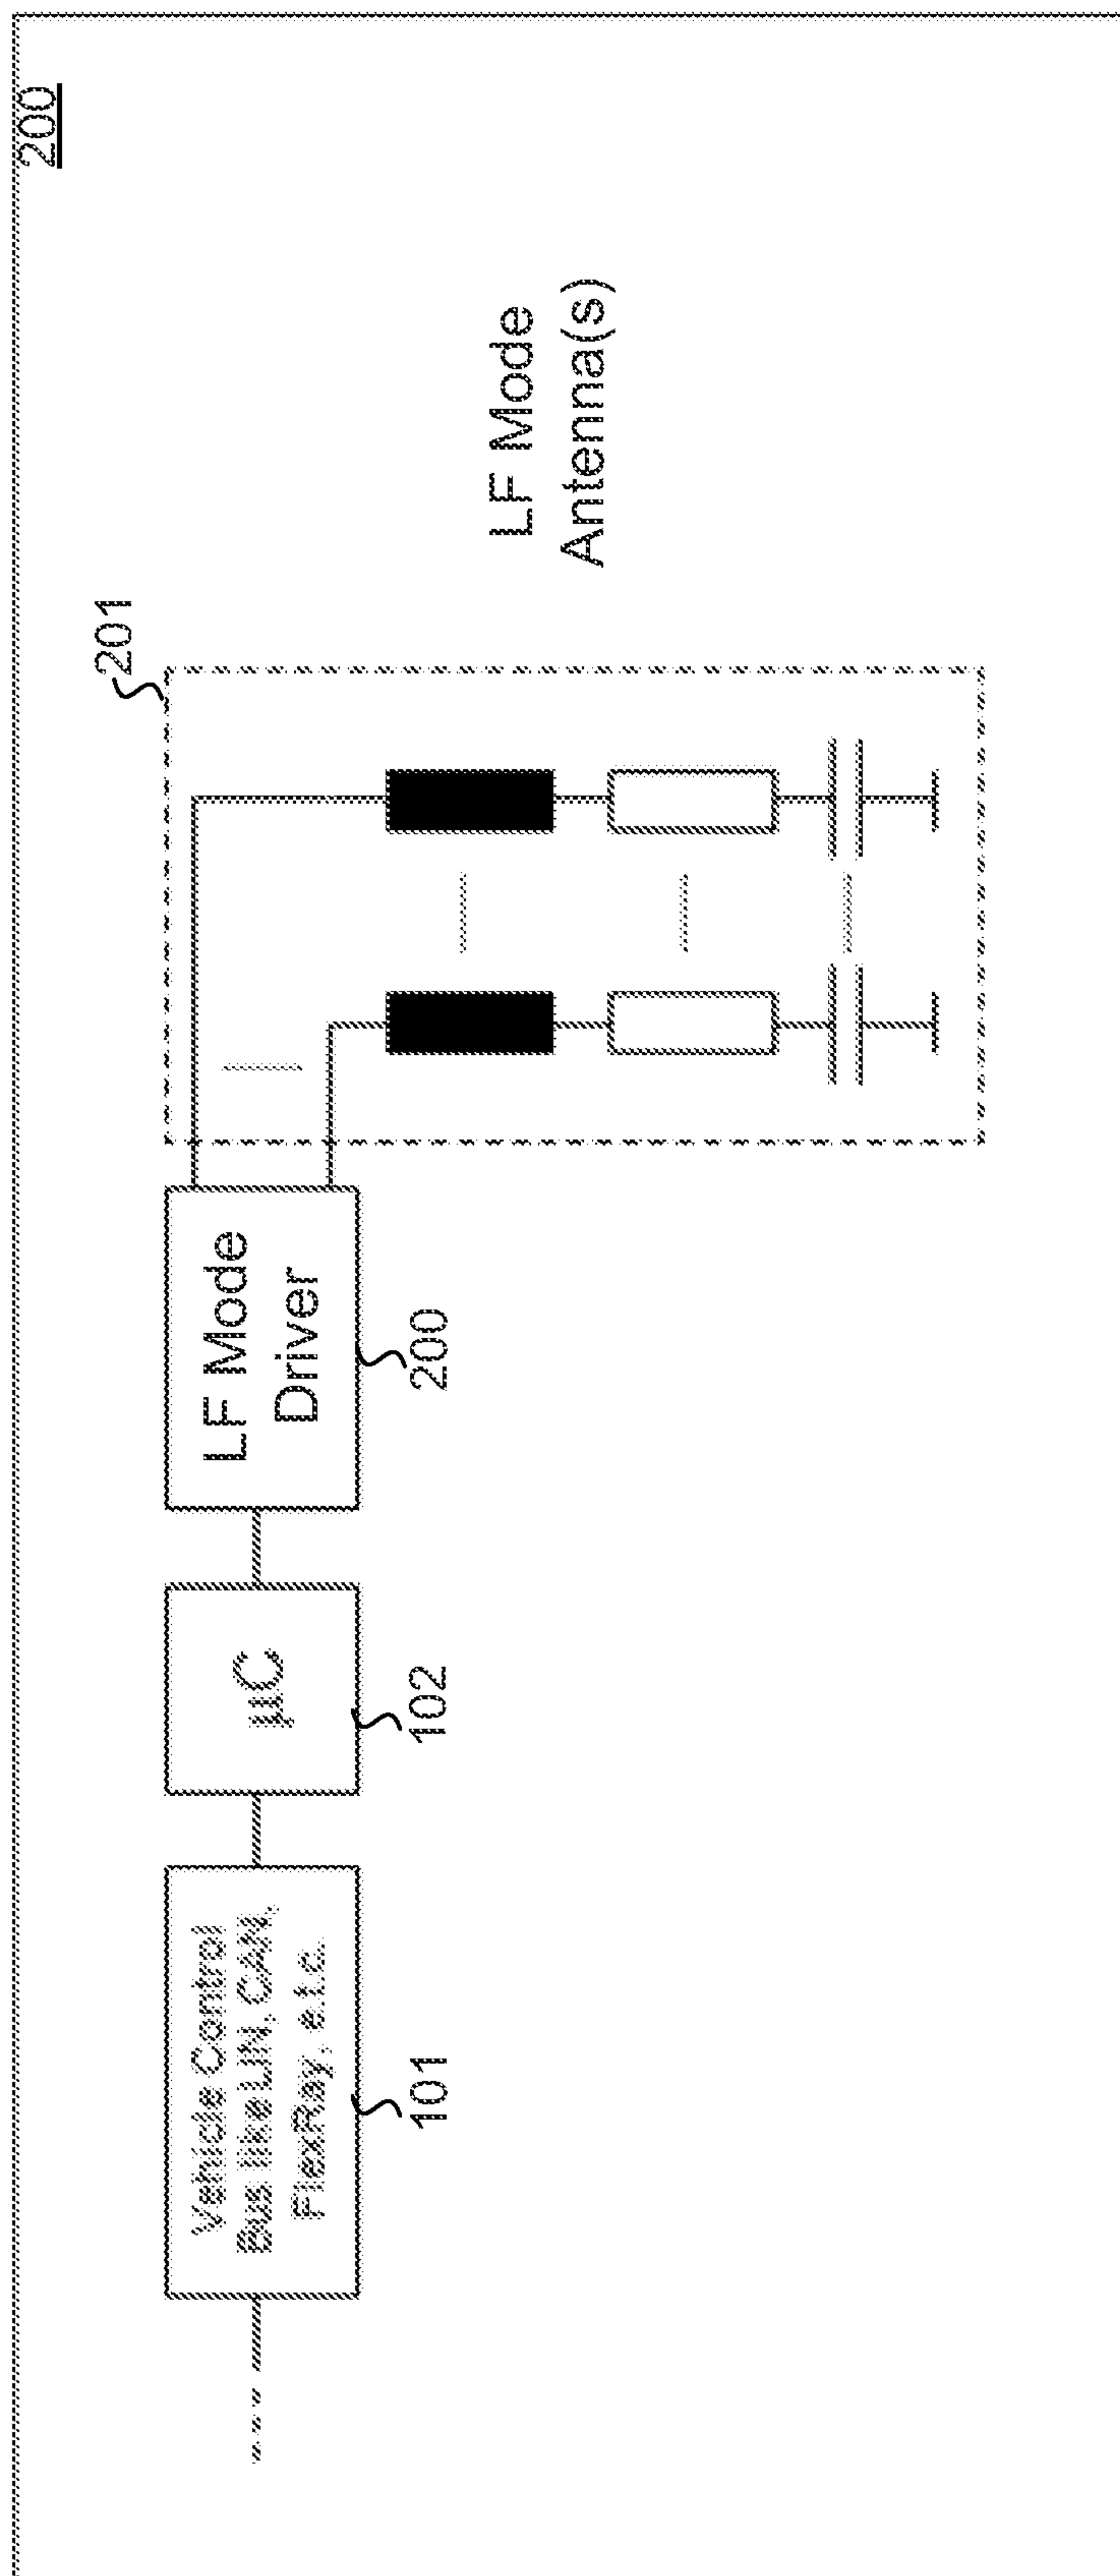 200
Vehicle Control
Bus like LIN, CAN,
FlexRay, e.t.c.
101
µC
102
LF Mode
Driver
200
201
LF Mode
Antenna(s)